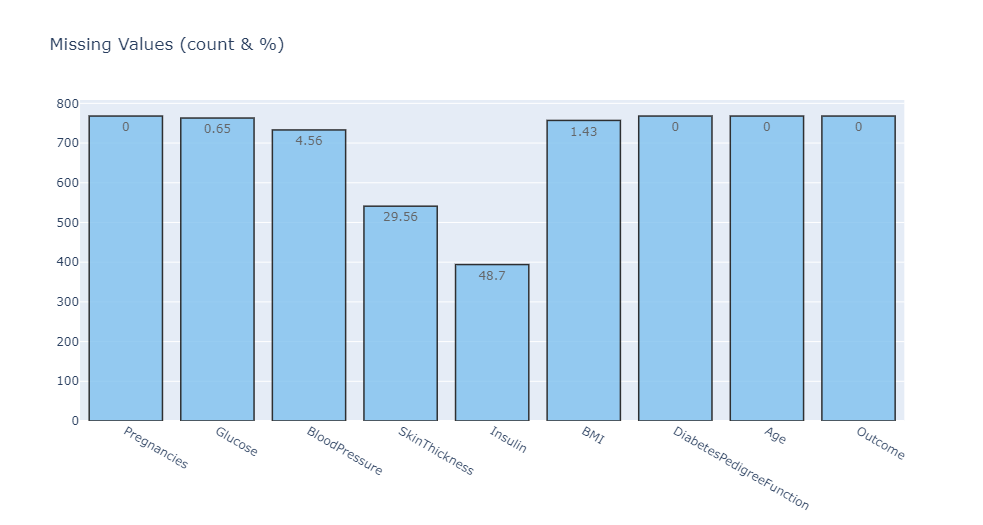 Missing Values (count & %)
800
700
600
500
400
300
200
100
0
0
0.65
4.56
29.56
48.7
1.43
0
0
0
Pregnancies
Glucose
BloodPressure
SkinThickness
Insulin
BMI
DiabetesPedigreeFunction
Age
Outcome